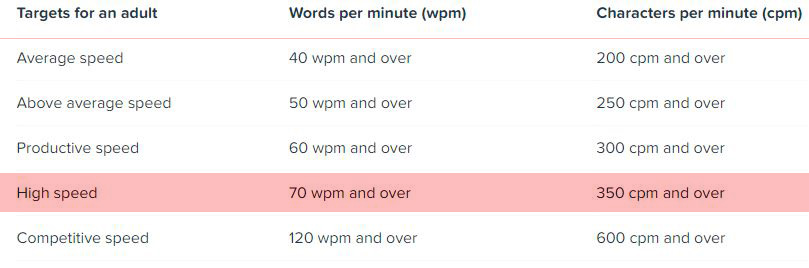 Targets for an adult Words per minute (wpm) Characters per minute (cpm)
Average speed 40 wpm and over 200 cpm and over
Above average speed 50 wpm and over 250 cpm and over
Productive speed 60 wpm and over 300 cpm and over
High speed 70 wpm and over 350 cpm and over
Competitive speed 120 wpm and over 600 cpm and over